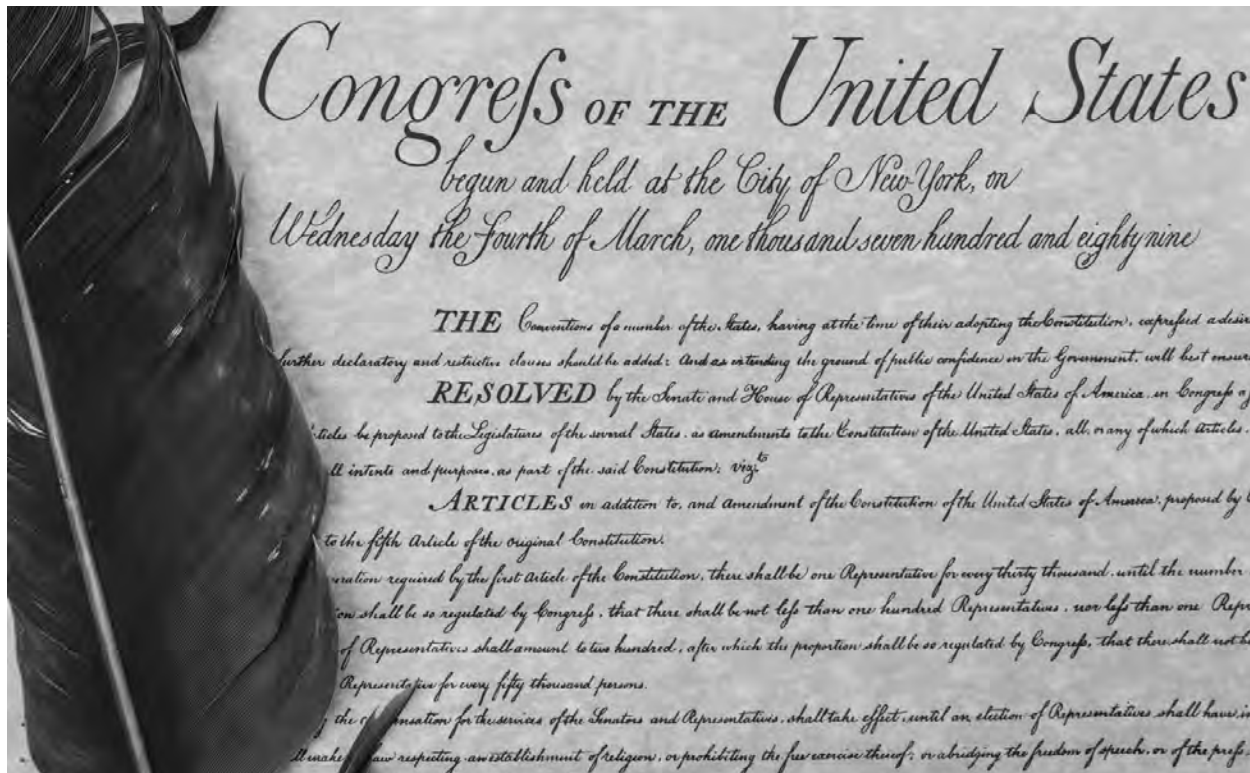 Congreſs OF THE United States
begun and held at the City of New-York, on
Wednesday the fourth of March, one thousand seven hundred and eighty nine
THE Conventions of a number of the States, having at the time of their adopting the Constitution, expreſsed a desire
further declaratory and restrictive clauses should be added: And as extending the ground of public confidence in the Government, will best insure
RESOLVED by the Senate and House of Representatives of the United States of America, in Congreſs
be proposed to the Legislatures of the several States, as amendments to the Constitution of the United States, all, or any of which Articles,
all intents and purposes, as part of the said Constitution; vizt
ARTICLES in addition to, and Amendment of the Constitution of the United States of America, proposed by
to the fifth Article of the original Constitution.
required by the first Article of the Constitution, there shall be one Representative for every thirty thousand, until the number
shall be so regulated by Congreſs, that there shall be not leſs than one hundred Representatives, nor leſs than one
of Representatives shall amount to two hundred, after which the proportion shall be so regulated by Congreſs, that there shall not be
Representative for every fifty thousand persons.
the for the services of the Senators and Representatives, shall take effect, until an election of Representatives shall have
make law respecting an establishment of religion, or prohibiting the free exercise thereof; or abridging the freedom of speech, or of the preſs,